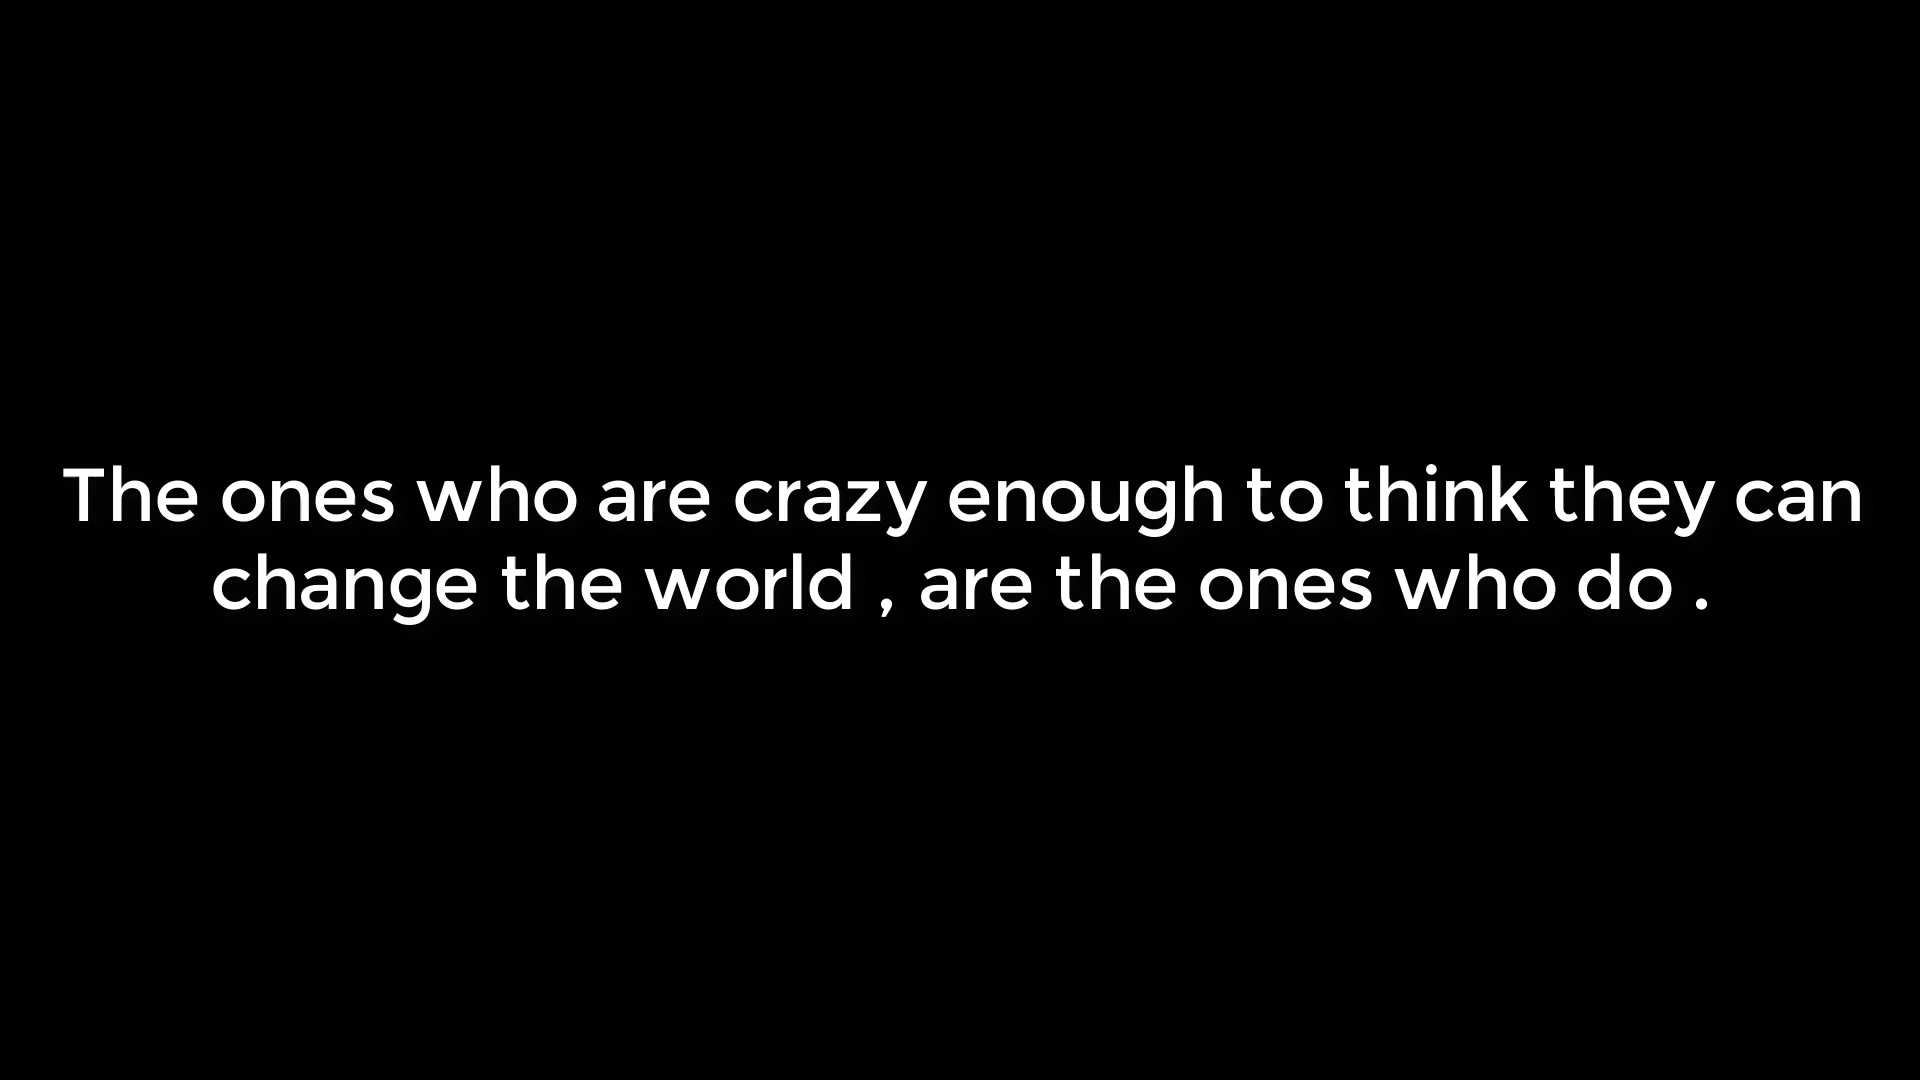 The ones who are crazy enough to think they can
change the world , are the ones who do .